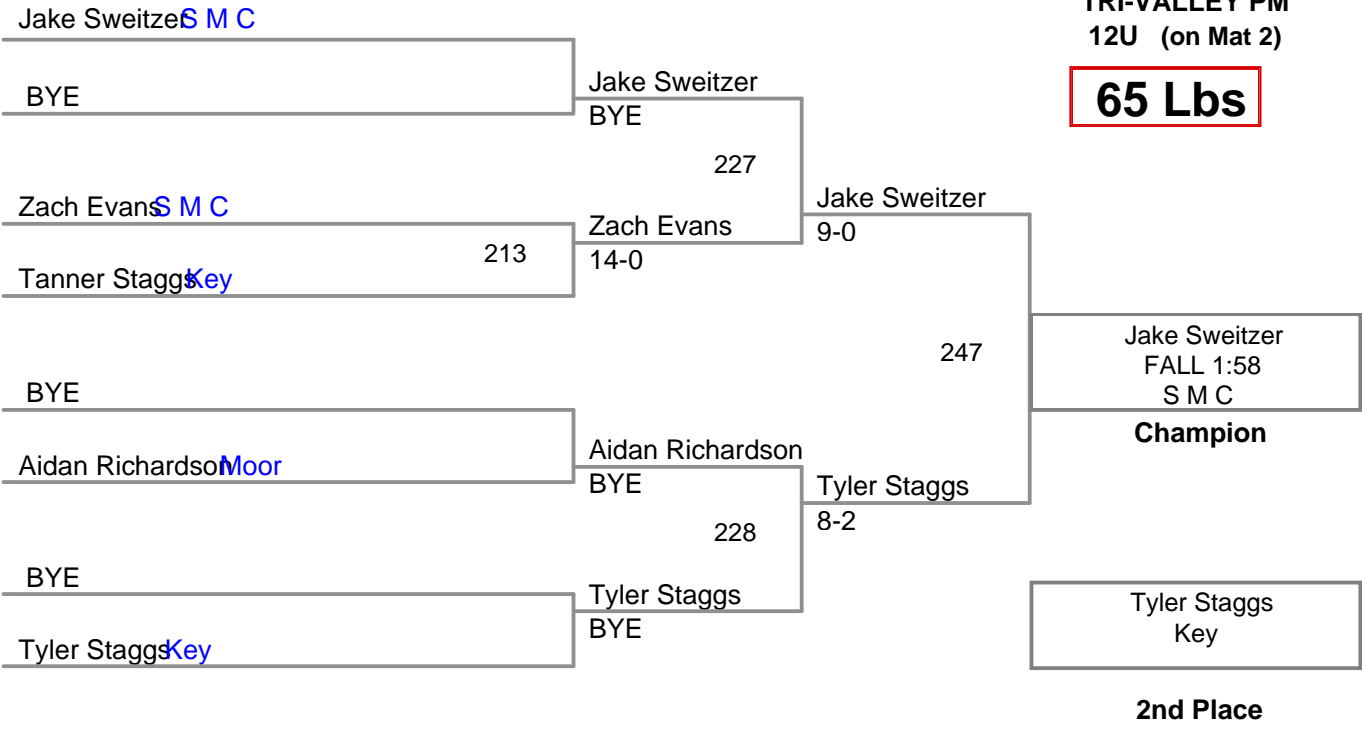 TRI-VALLEY PM
12U (on Mat 2)
65 Lbs
Jake Sweitzer S M C
BYE
Zach Evans S M C
213
Tanner Staggs Key
BYE
Aidan Richardson Moor
BYE
Tyler Staggs Key
Jake Sweitzer
BYE
227
Zach Evans
14-0
Aidan Richardson
BYE
228
Tyler Staggs
BYE
Jake Sweitzer
9-0
247
Tyler Staggs
8-2
Jake Sweitzer
FALL 1:58
S M C
Champion
Tyler Staggs
Key
2nd Place